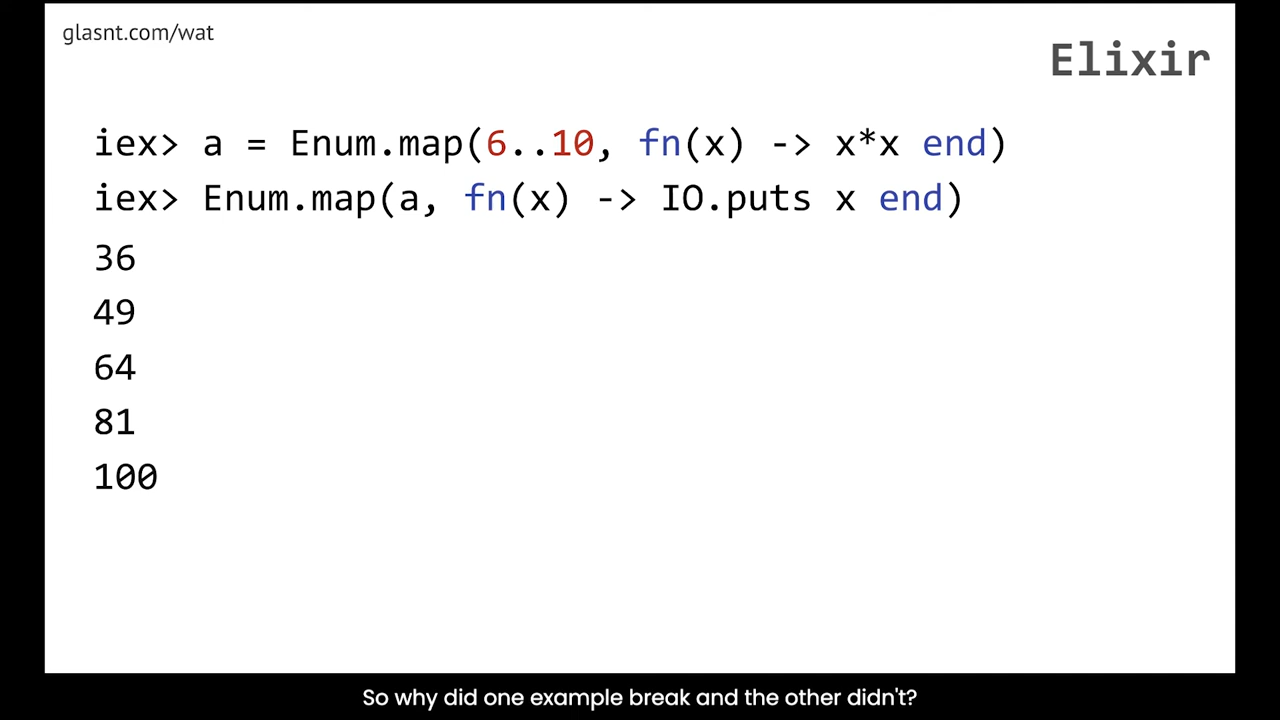 glasnt.com/wat
Elixir
iex> a = Enum.map(6..10, fn(x) -> x*x end)
iex> Enum.map(a, fn(x) -> IO.puts x end)
36
49
64
81
100
So why did one example break and the other didn't?